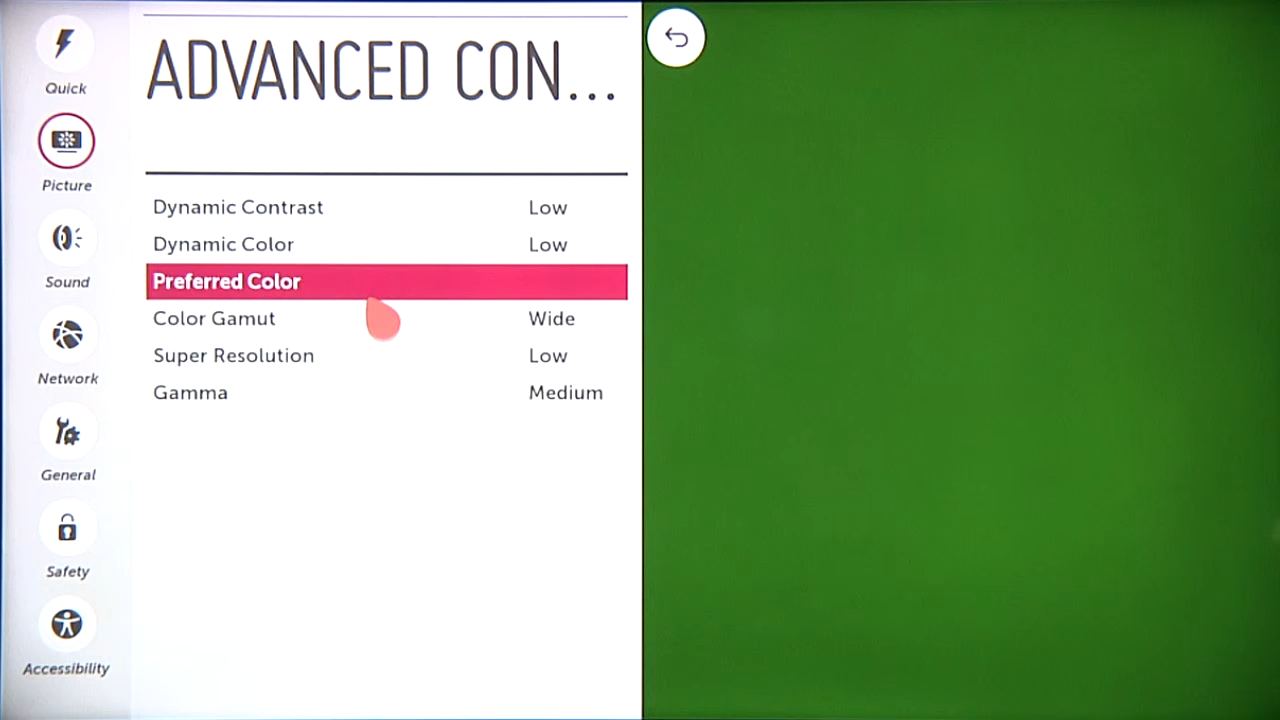 Quick
Picture
Sound
Network
General
Safety
Accessibility
ADVANCED CON...
Dynamic Contrast Low
Dynamic Color Low
Preferred Color
Color Gamut Wide
Super Resolution Low
Gamma Medium